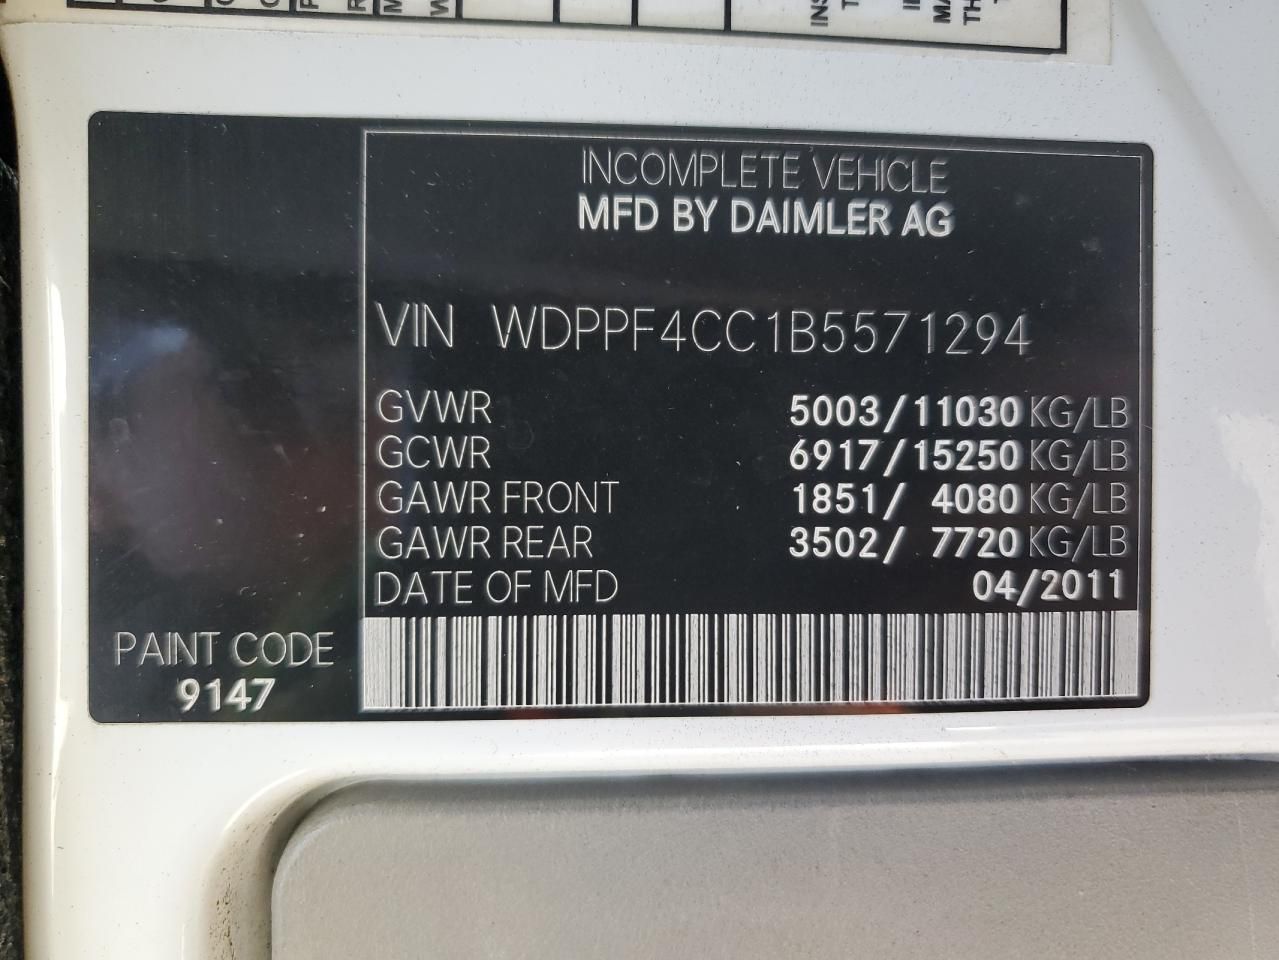 INCOMPLETE VEHICLE
MFD BY DAIMLER AG
VIN WDPPF4CC1B5571294
GVWR 5003/11030 KG/LB
GCWR 6917/15250 KG/LB
GAWR FRONT 1851/ 4080 KG/LB
GAWR REAR 3502/ 7720 KG/LB
DATE OF MFD 04/2011
PAINT CODE
9147